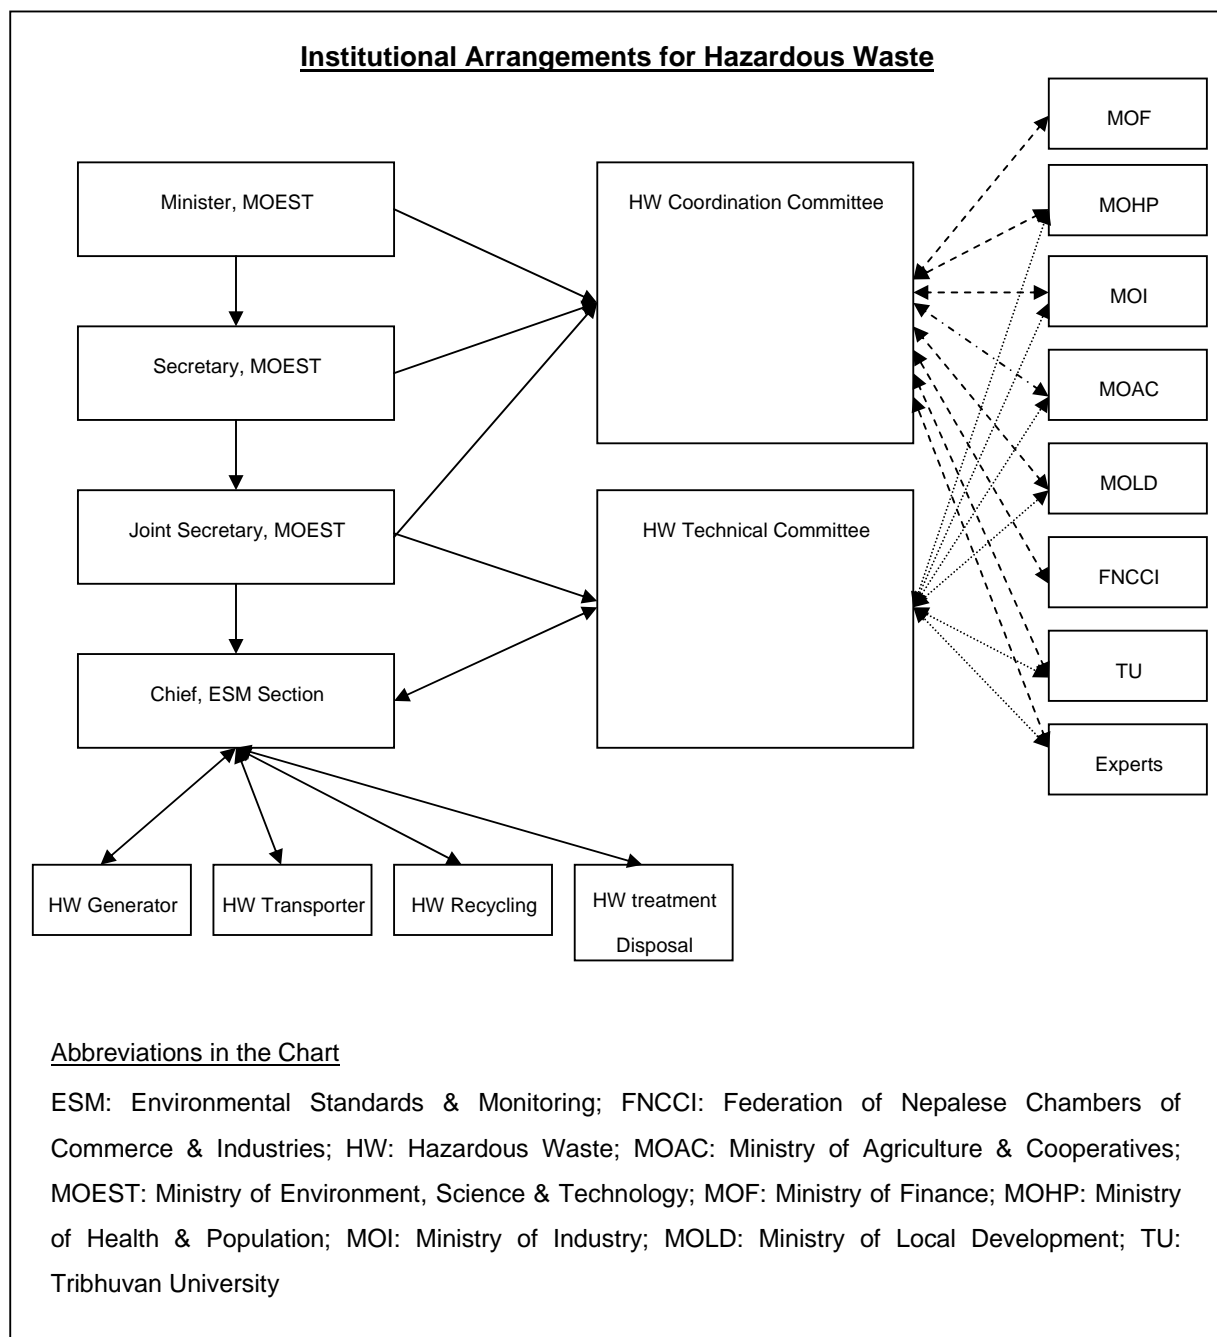 Institutional Arrangements for Hazardous Waste
Minister, MOEST
Secretary, MOEST
Joint Secretary, MOEST
Chief, ESM Section
HW Coordination Committee
HW Technical Committee
MOF
MOHP
MOI
MOAC
MOLD
FNCCI
TU
Experts
HW Generator
HW Transporter
HW Recycling
HW treatment
Disposal
Abbreviations in the Chart
ESM: Environmental Standards & Monitoring; FNCCI: Federation of Nepalese Chambers of
Commerce & Industries; HW: Hazardous Waste; MOAC: Ministry of Agriculture & Cooperatives;
MOEST: Ministry of Environment, Science & Technology; MOF: Ministry of Finance; MOHP: Ministry
of Health & Population; MOI: Ministry of Industry; MOLD: Ministry of Local Development; TU:
Tribhuvan University